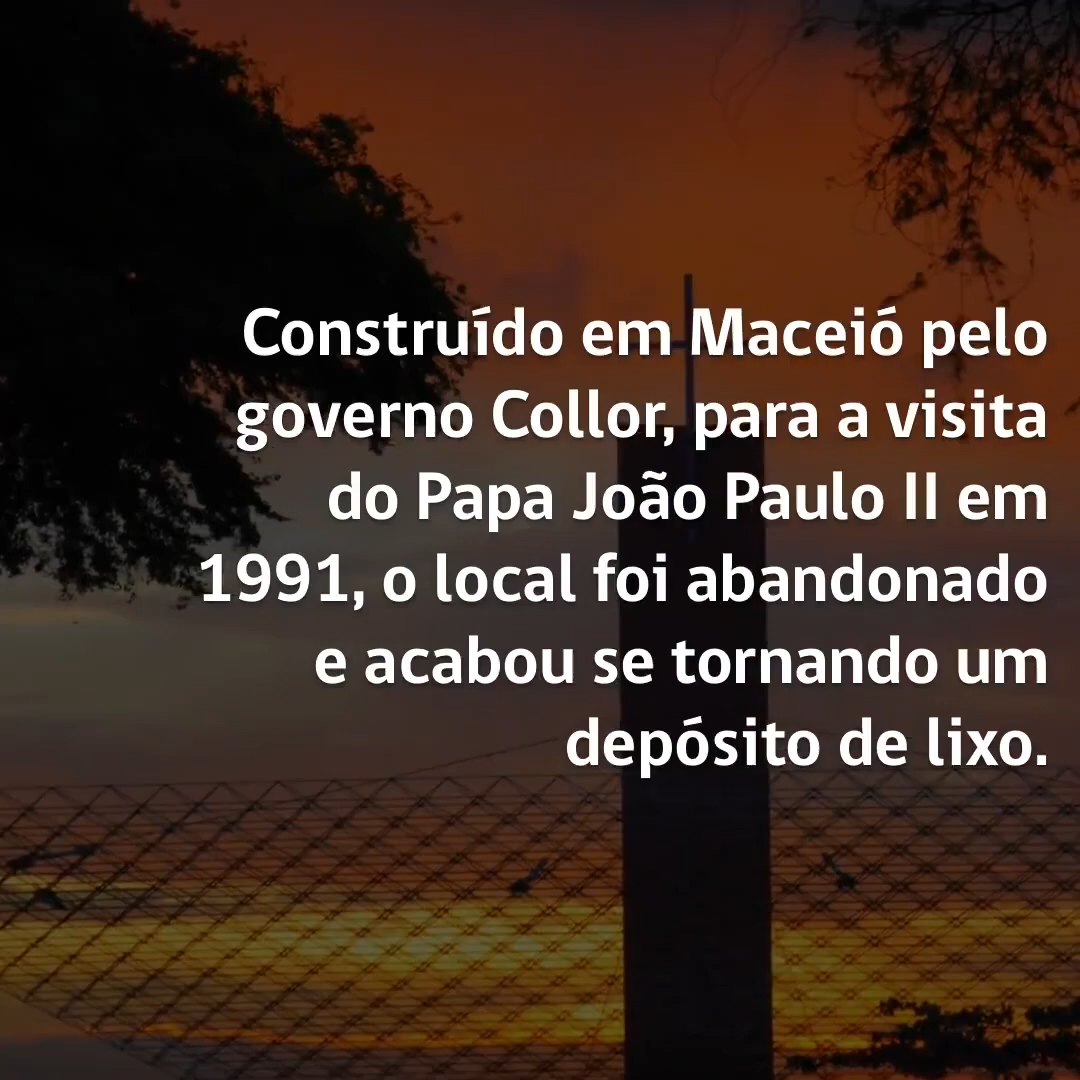 Construído em Maceió pelo
governo Collor, para a visita
do Papa João Paulo II em
1991, o local foi abandonado
e acabou se tornando um
depósito de lixo.